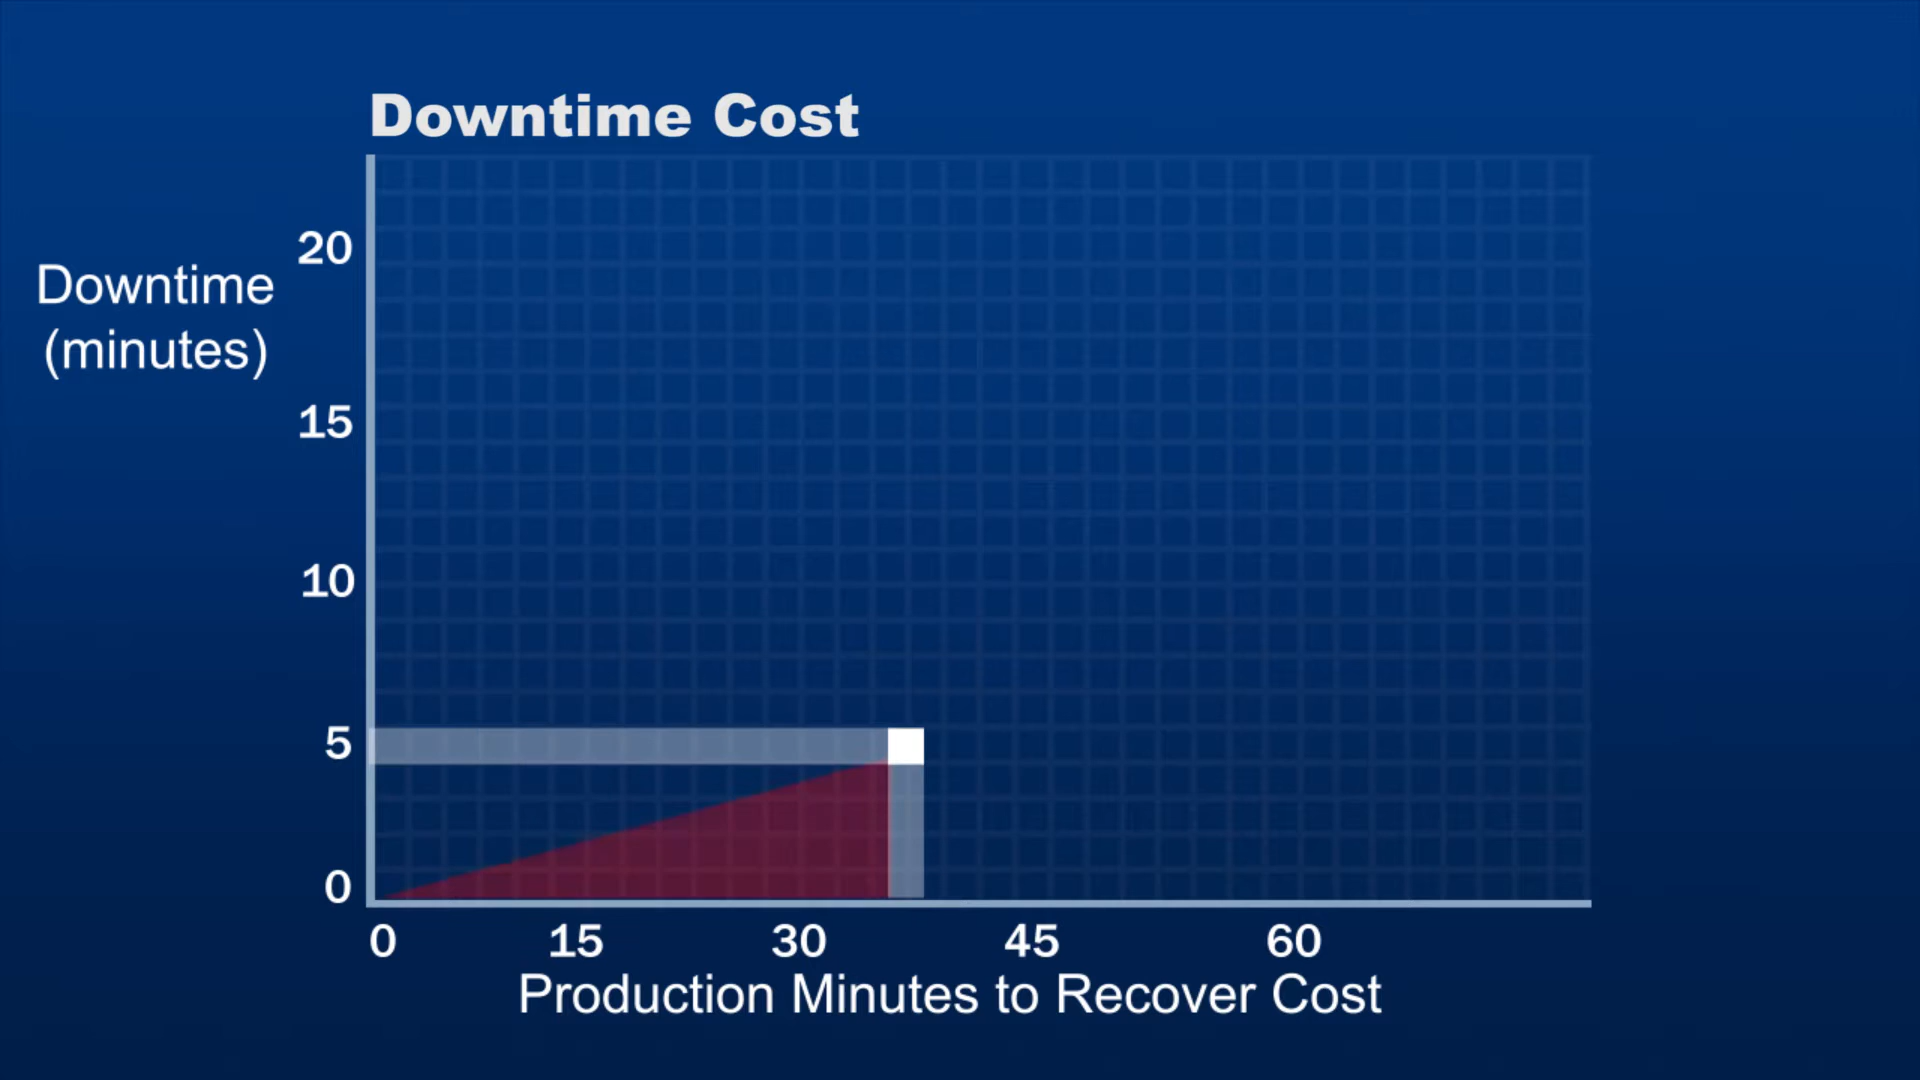 Downtime Cost
Downtime
(minutes)
20
15
10
5
0
0 15 30 45 60
Production Minutes to Recover Cost